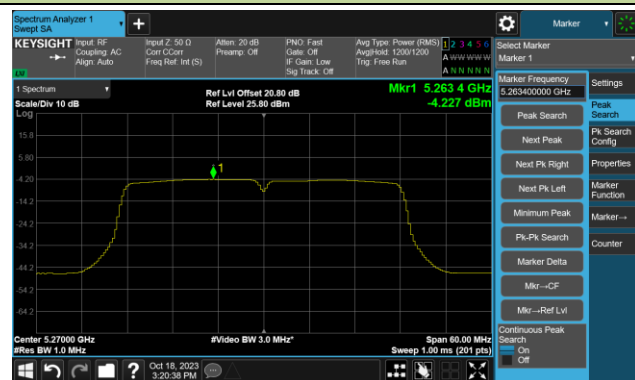 Spectrum Analyzer 1
Swept SA
Marker
KEYSIGHT
Input: RF
Coupling: AC
Align: Auto
Input Z: 50 Ω
Corr CCorr
Freq Ref: Int (S)
Atten: 20 dB
Preamp: Off
PNO: Fast
Gate: Off
IF Gain: Low
Sig Track: Off
Avg Type: Power (RMS)
Avg|Hold: 1200/1200
Trig: Free Run
1 2 3 4 5 6
A W W W W W
A N N N N N
LVI
Select Marker
Marker 1
1 Spectrum
Scale/Div 10 dB
Log
Ref Lvl Offset 20.80 dB
Ref Level 25.80 dBm
Mkr1 5.263 4 GHz
-4.227 dBm
15.8
5.80
-4.20
-14.2
-24.2
-34.2
-44.2
-54.2
-64.2
1
Center 5.27000 GHz
#Res BW 1.0 MHz
#Video BW 3.0 MHz*
Span 60.00 MHz
Sweep 1.00 ms (201 pts)
Marker Frequency
5.263400000 GHz
Peak Search
Next Peak
Next Pk Right
Next Pk Left
Minimum Peak
Pk-Pk Search
Marker Delta
Mkr→CF
Mkr→Ref Lvl
Continuous Peak
Search
On
Off
Settings
Peak
Search
Pk Search
Config
Properties
Marker
Function
Marker→
Counter
Oct 18, 2023
3:20:38 PM